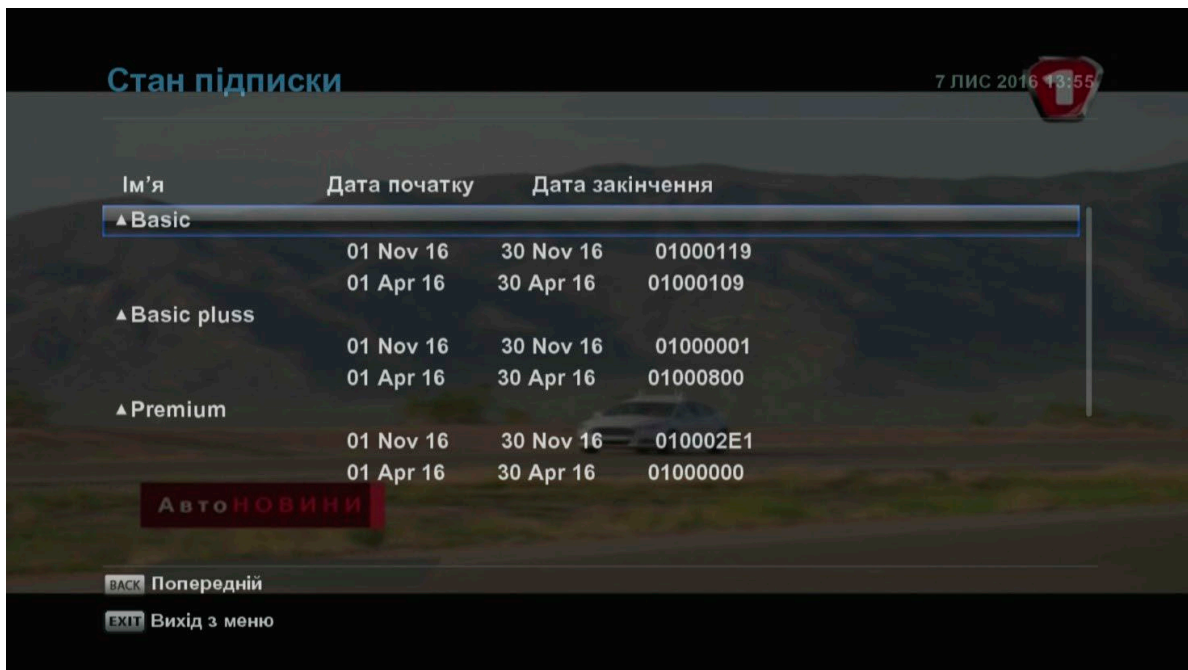 Стан підписки 7 ЛИС 2016 13:55
1
Ім’я Дата початку Дата закінчення
▲Basic
01 Nov 16 30 Nov 16 01000119
01 Apr 16 30 Apr 16 01000109
▲Basic pluss
01 Nov 16 30 Nov 16 01000001
01 Apr 16 30 Apr 16 01000800
▲Premium
01 Nov 16 30 Nov 16 010002E1
01 Apr 16 30 Apr 16 01000000
АвтоНОВИНИ
BACK Попередній
EXIT Вихід з меню